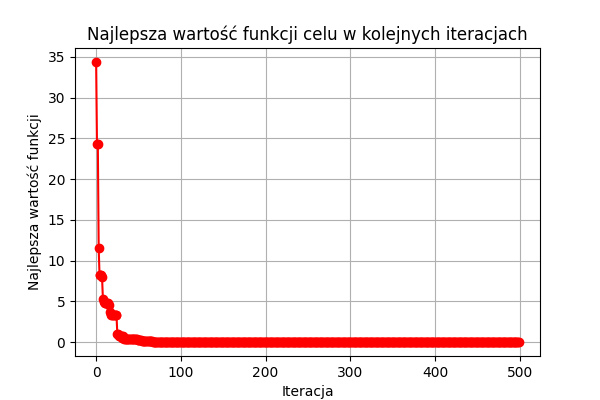 Najlepsza wartość funkcji celu w kolejnych iteracjach
Najlepsza wartość funkcji
35
30
25
20
15
10
5
0
0 100 200 300 400 500
Iteracja